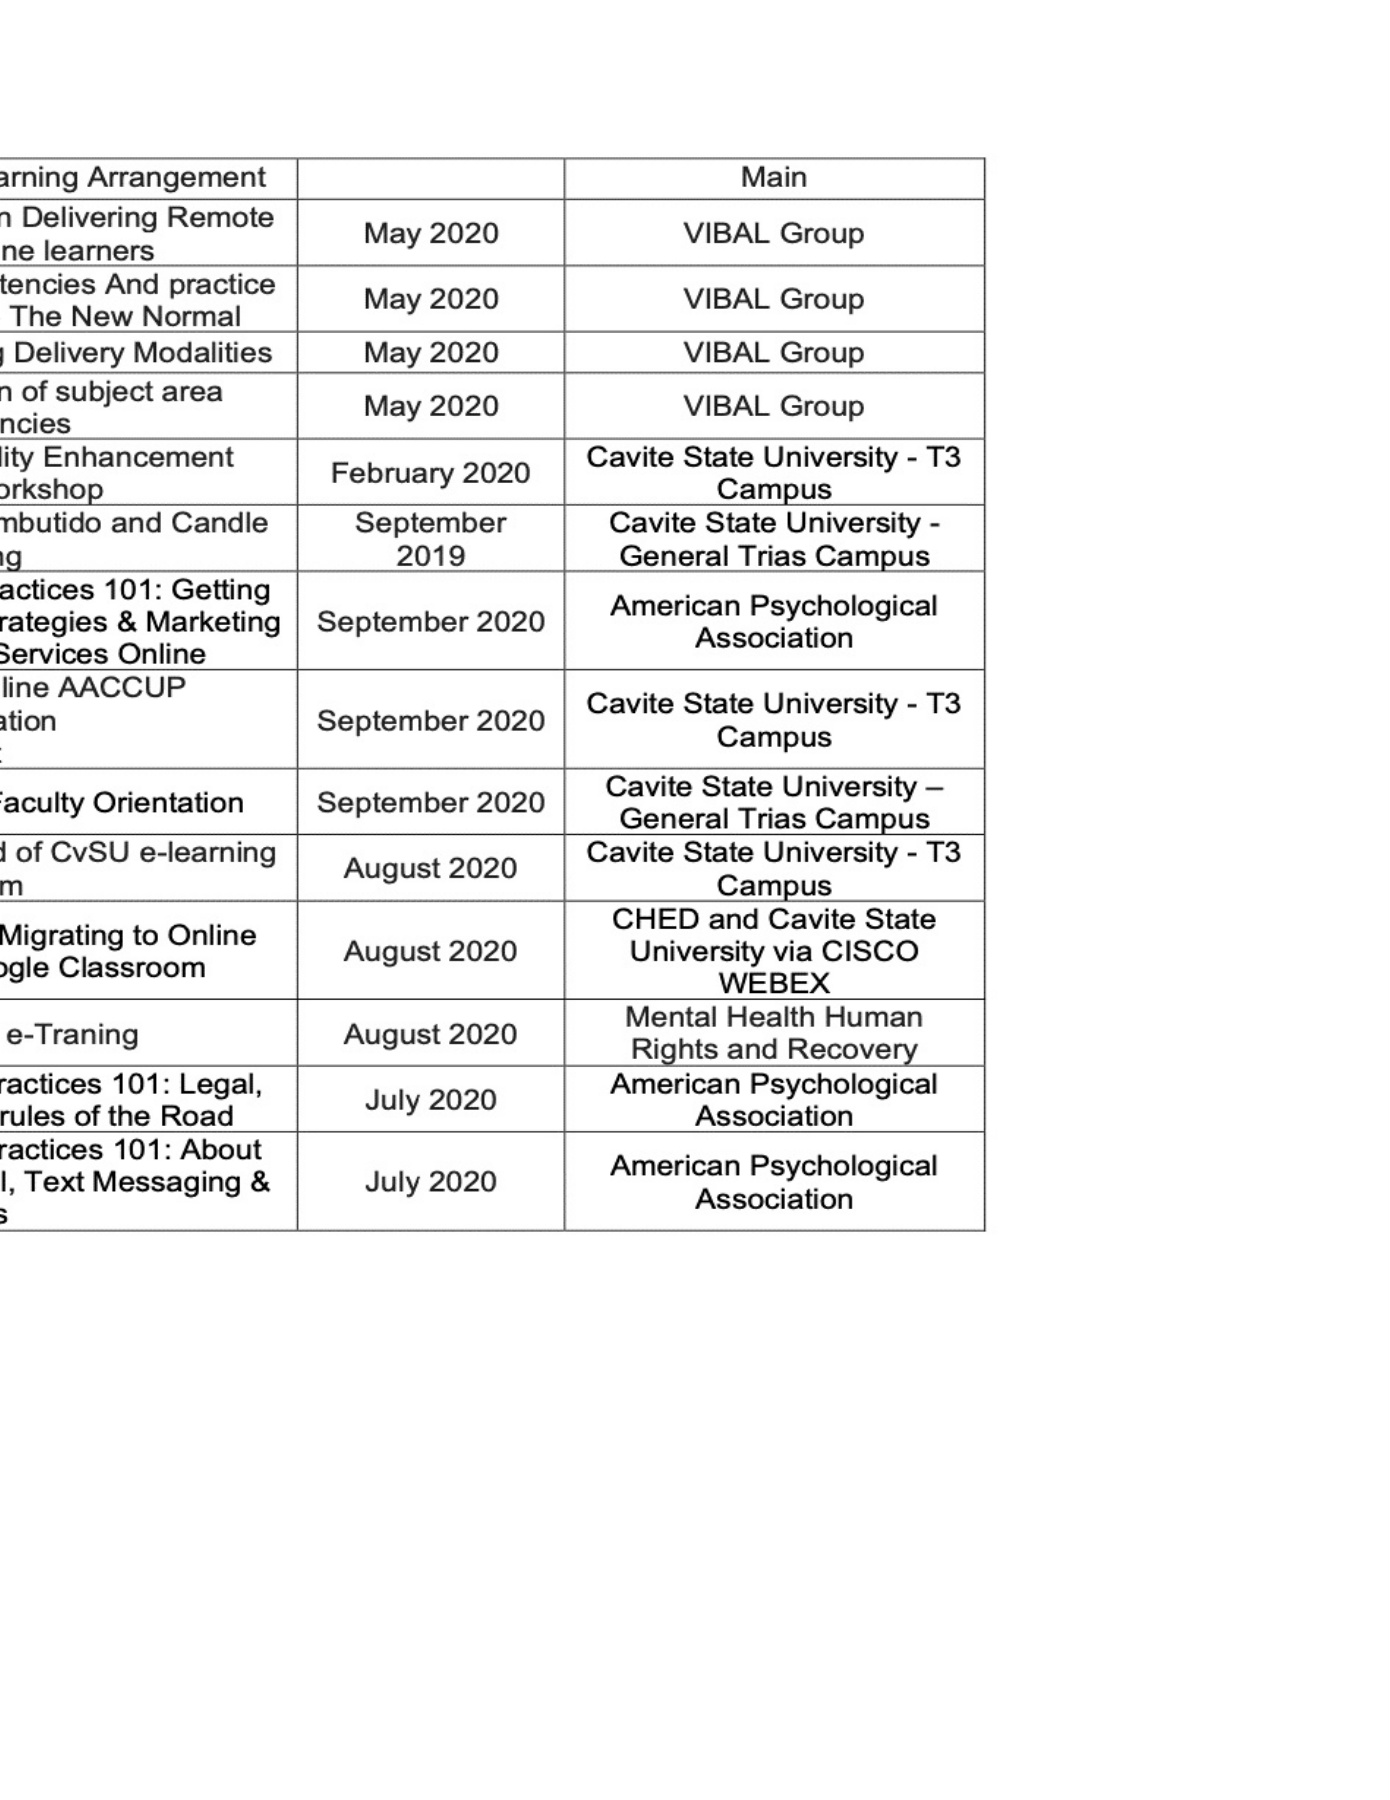 arning Arrangement
Main
n Delivering Remote
ne learners
May 2020
VIBAL Group
tencies And practice
The New Normal
May 2020
VIBAL Group
g Delivery Modalities
May 2020
VIBAL Group
n of subject area
ncies
May 2020
VIBAL Group
lity Enhancement
orkshop
February 2020
Cavite State University - T3
Campus
mbutido and Candle
ng
September
2019
Cavite State University -
General Trias Campus
actices 101: Getting
rategies & Marketing
Services Online
September 2020
American Psychological
Association
line AACCUP
ation
September 2020
Cavite State University - T3
Campus
Faculty Orientation
September 2020
Cavite State University –
General Trias Campus
d of CvSU e-learning
m
August 2020
Cavite State University - T3
Campus
Migrating to Online
ogle Classroom
August 2020
CHED and Cavite State
University via CISCO
WEBEX
e-Traning
August 2020
Mental Health Human
Rights and Recovery
ractices 101: Legal,
rules of the Road
July 2020
American Psychological
Association
ractices 101: About
l, Text Messaging &
s
July 2020
American Psychological
Association